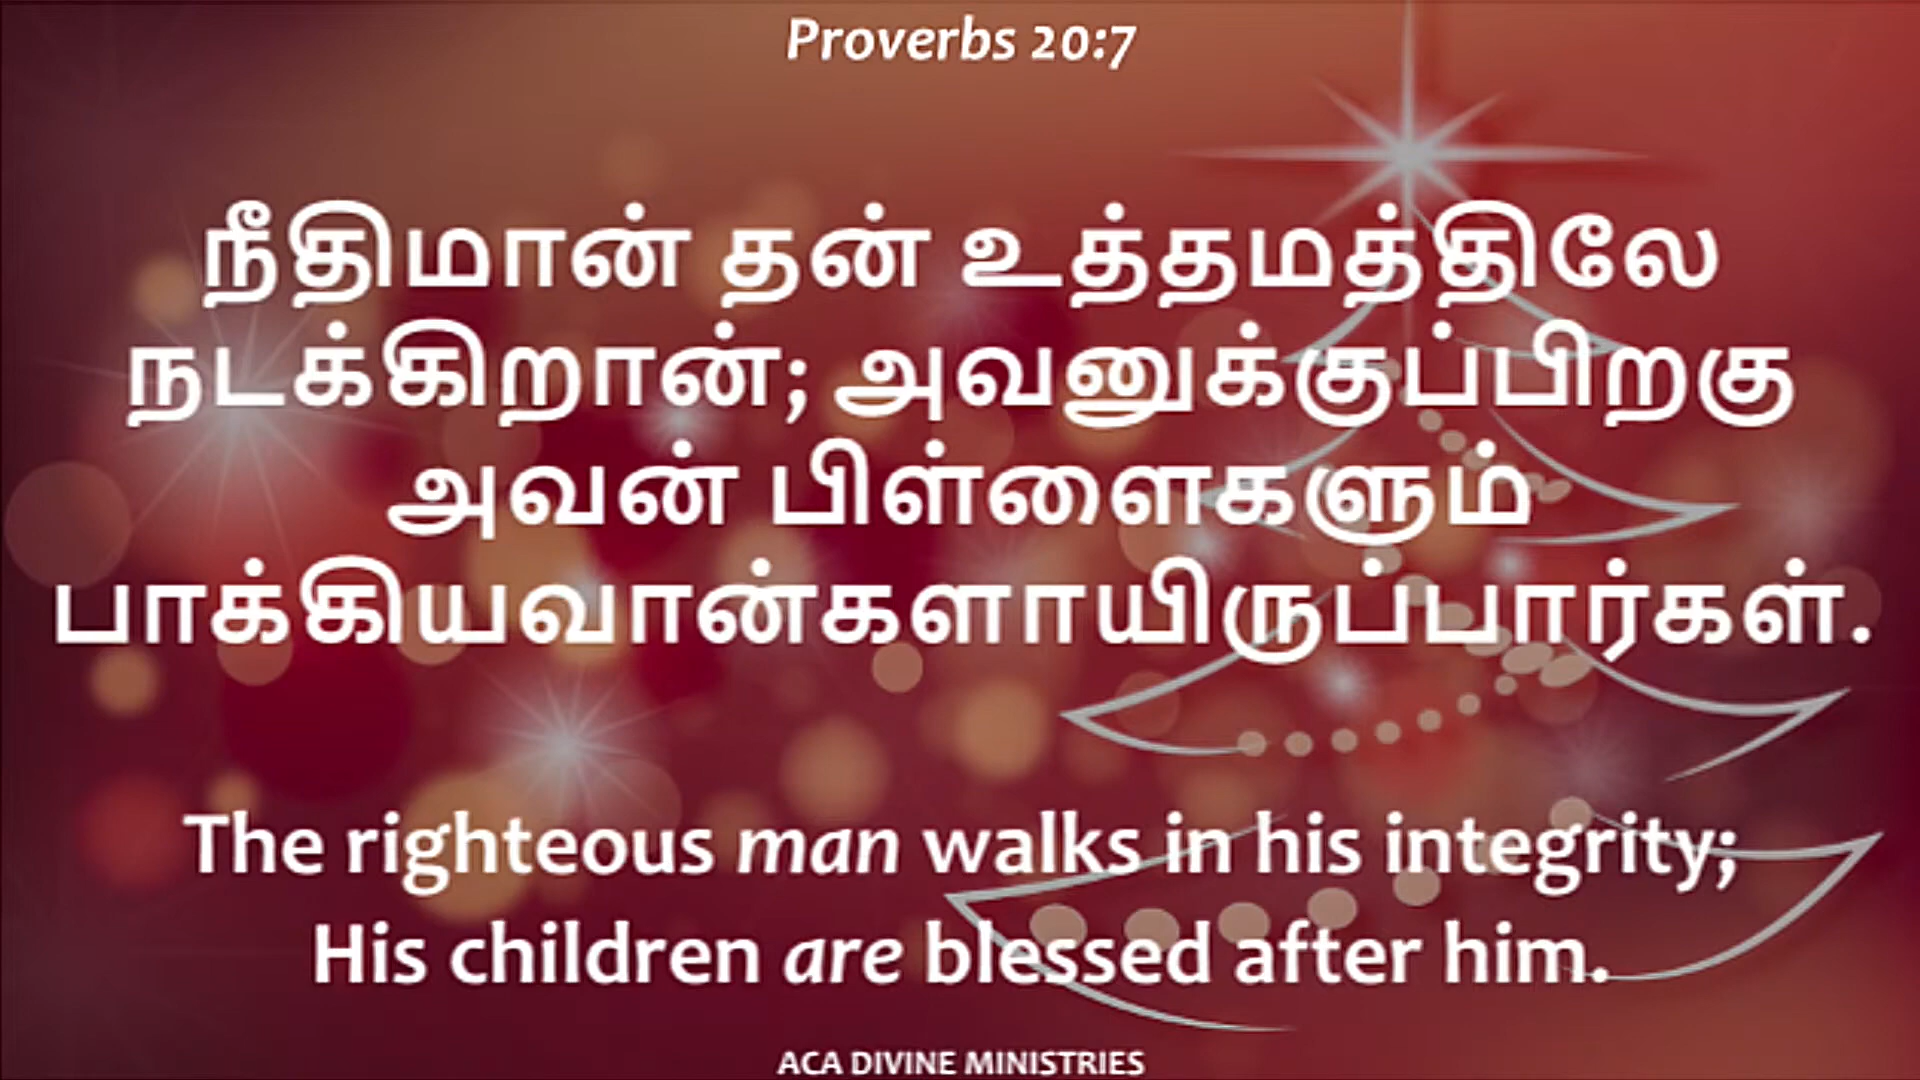 Proverbs 20:7
நீதிமான் தன் உத்தமத்திலே
நடக்கிறான்; அவனுக்குப்பிறகு
அவன் பிள்ளைகளும்
பாக்கியவான்களாயிருப்பார்கள்.
The righteous man walks in his integrity;
His children are blessed after him.
ACA DIVINE MINISTRIES